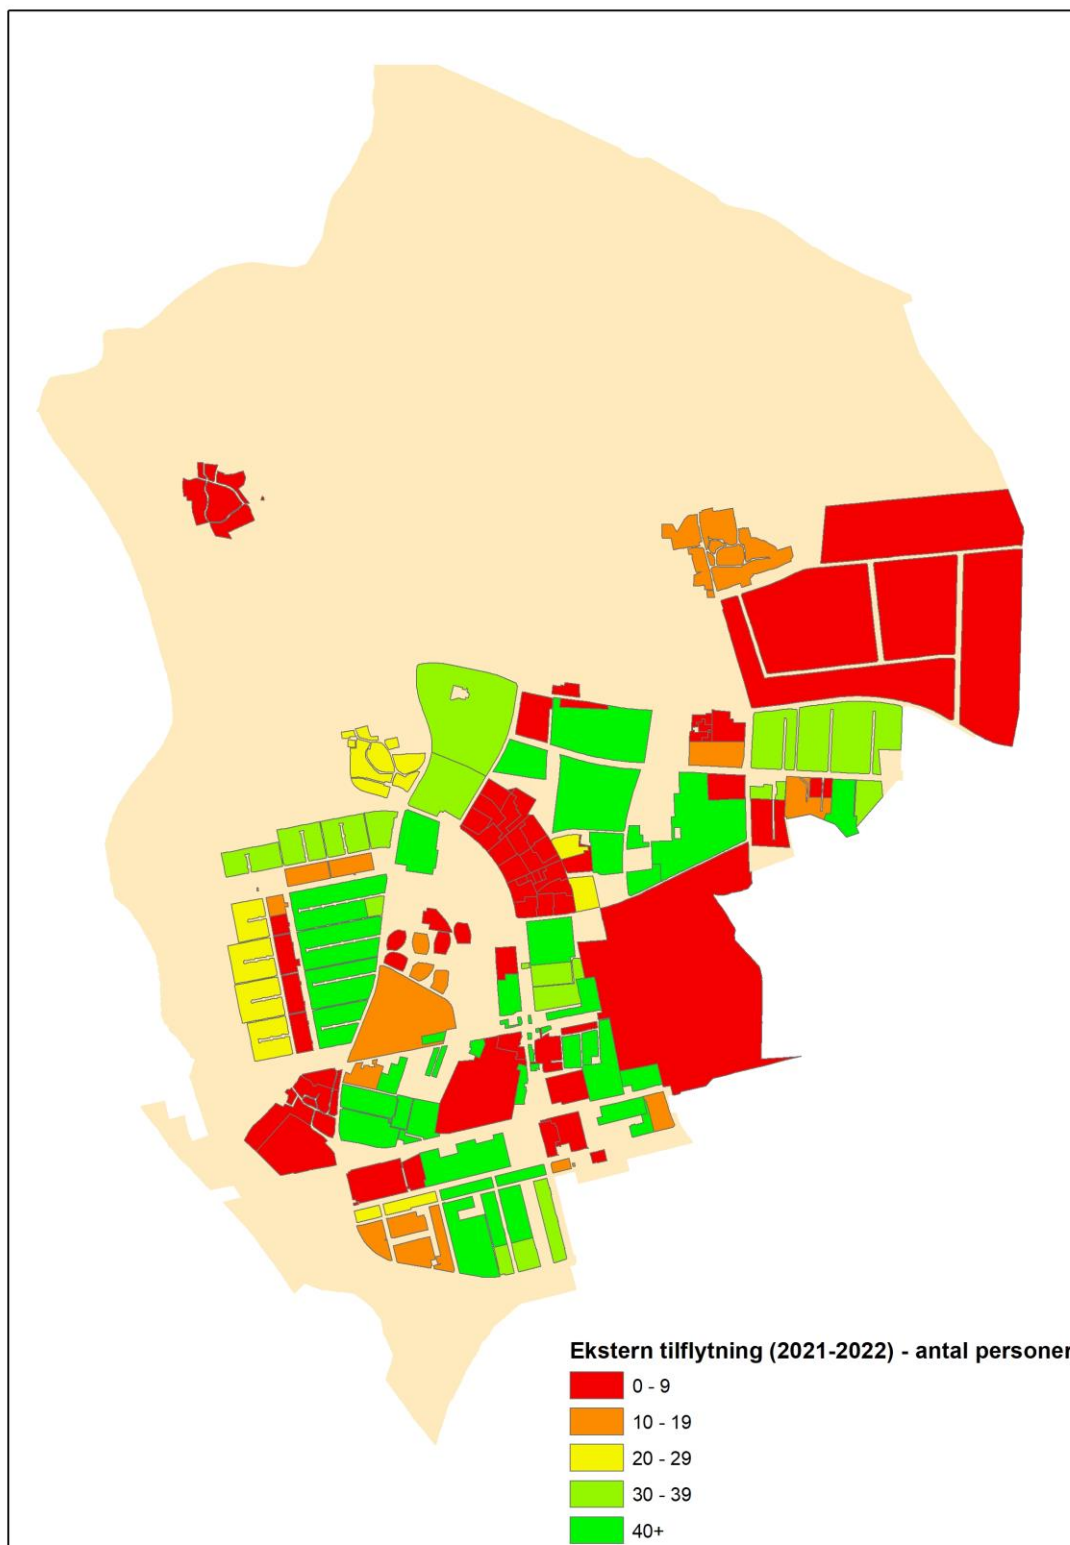 Ekstern tilflytning (2021-2022) - antal personer
0 - 9
10 - 19
20 - 29
30 - 39
40+